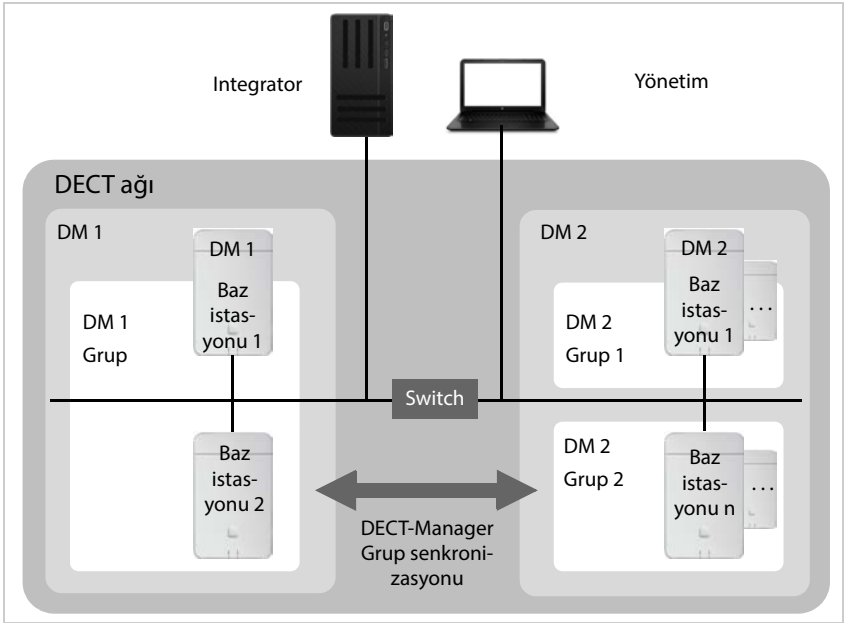 Integrator
Yönetim
DECT ağı
DM 1
DM 1
Baz
istas-
yonu 1
DM 1
Grup
DM 2
DM 2
Baz
istas-
yonu 1
...
DM 2
Grup 1
Switch
Baz
istas-
yonu 2
DM 2
Grup 2
Baz
istas-
yonu n
...
DECT-Manager
Grup senkroni-
zasyonu